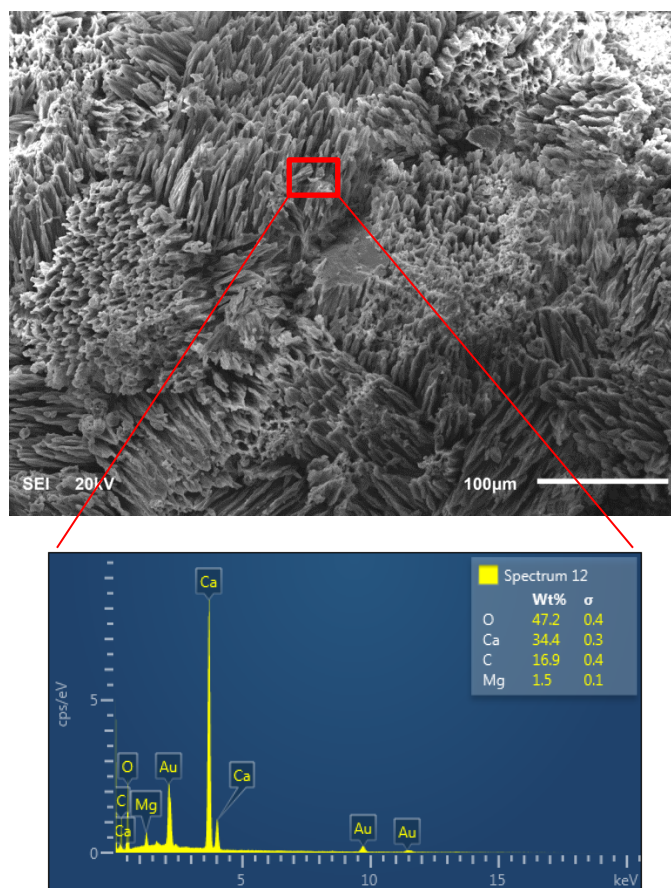 SEI 20kV 100µm
Spectrum 12
Wt% σ
O 47.2 0.4
Ca 34.4 0.3
C 16.9 0.4
Mg 1.5 0.1
Ca
5
cps/eV
O
Au
Ca
C
Mg
Ca
Au
Au
0
5
10
15
keV